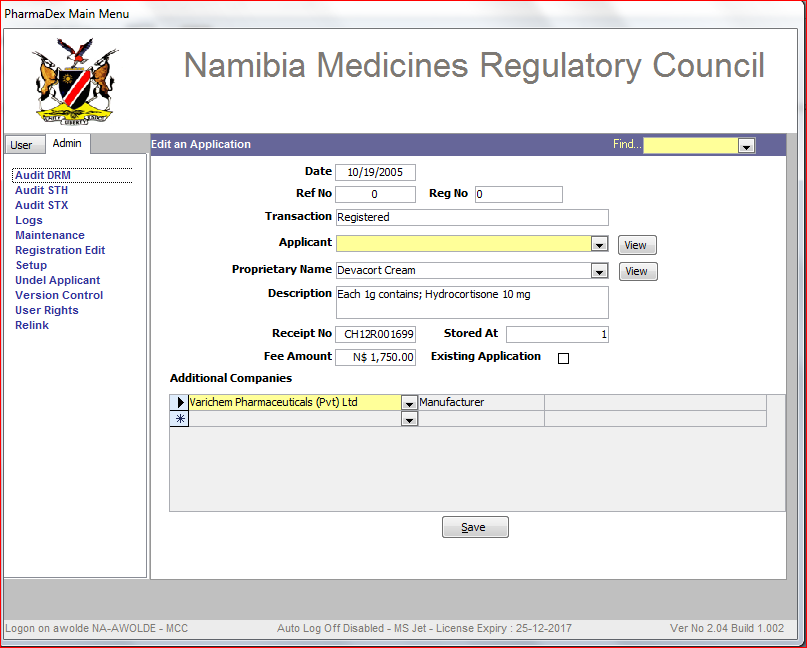 PharmaDex Main Menu
Namibia Medicines Regulatory Council
UNITY LIBERTY JUSTICE
User
Admin
Edit an Application
Find...
Audit DRM
Audit STH
Audit STX
Logs
Maintenance
Registration Edit
Setup
Undel Applicant
Version Control
User Rights
Relink
Date 10/19/2005
Ref No 0 Reg No 0
Transaction Registered
Applicant View
Proprietary Name Devacort Cream View
Description Each 1g contains; Hydrocortisone 10 mg
Receipt No CH12R001699 Stored At 1
Fee Amount N$ 1,750.00 Existing Application
Additional Companies
Varichem Pharmaceuticals (Pvt) Ltd Manufacturer
Save
Logon on awolde NA-AWOLDE - MCC Auto Log Off Disabled - MS Jet - License Expiry : 25-12-2017 Ver No 2.04 Build 1.002